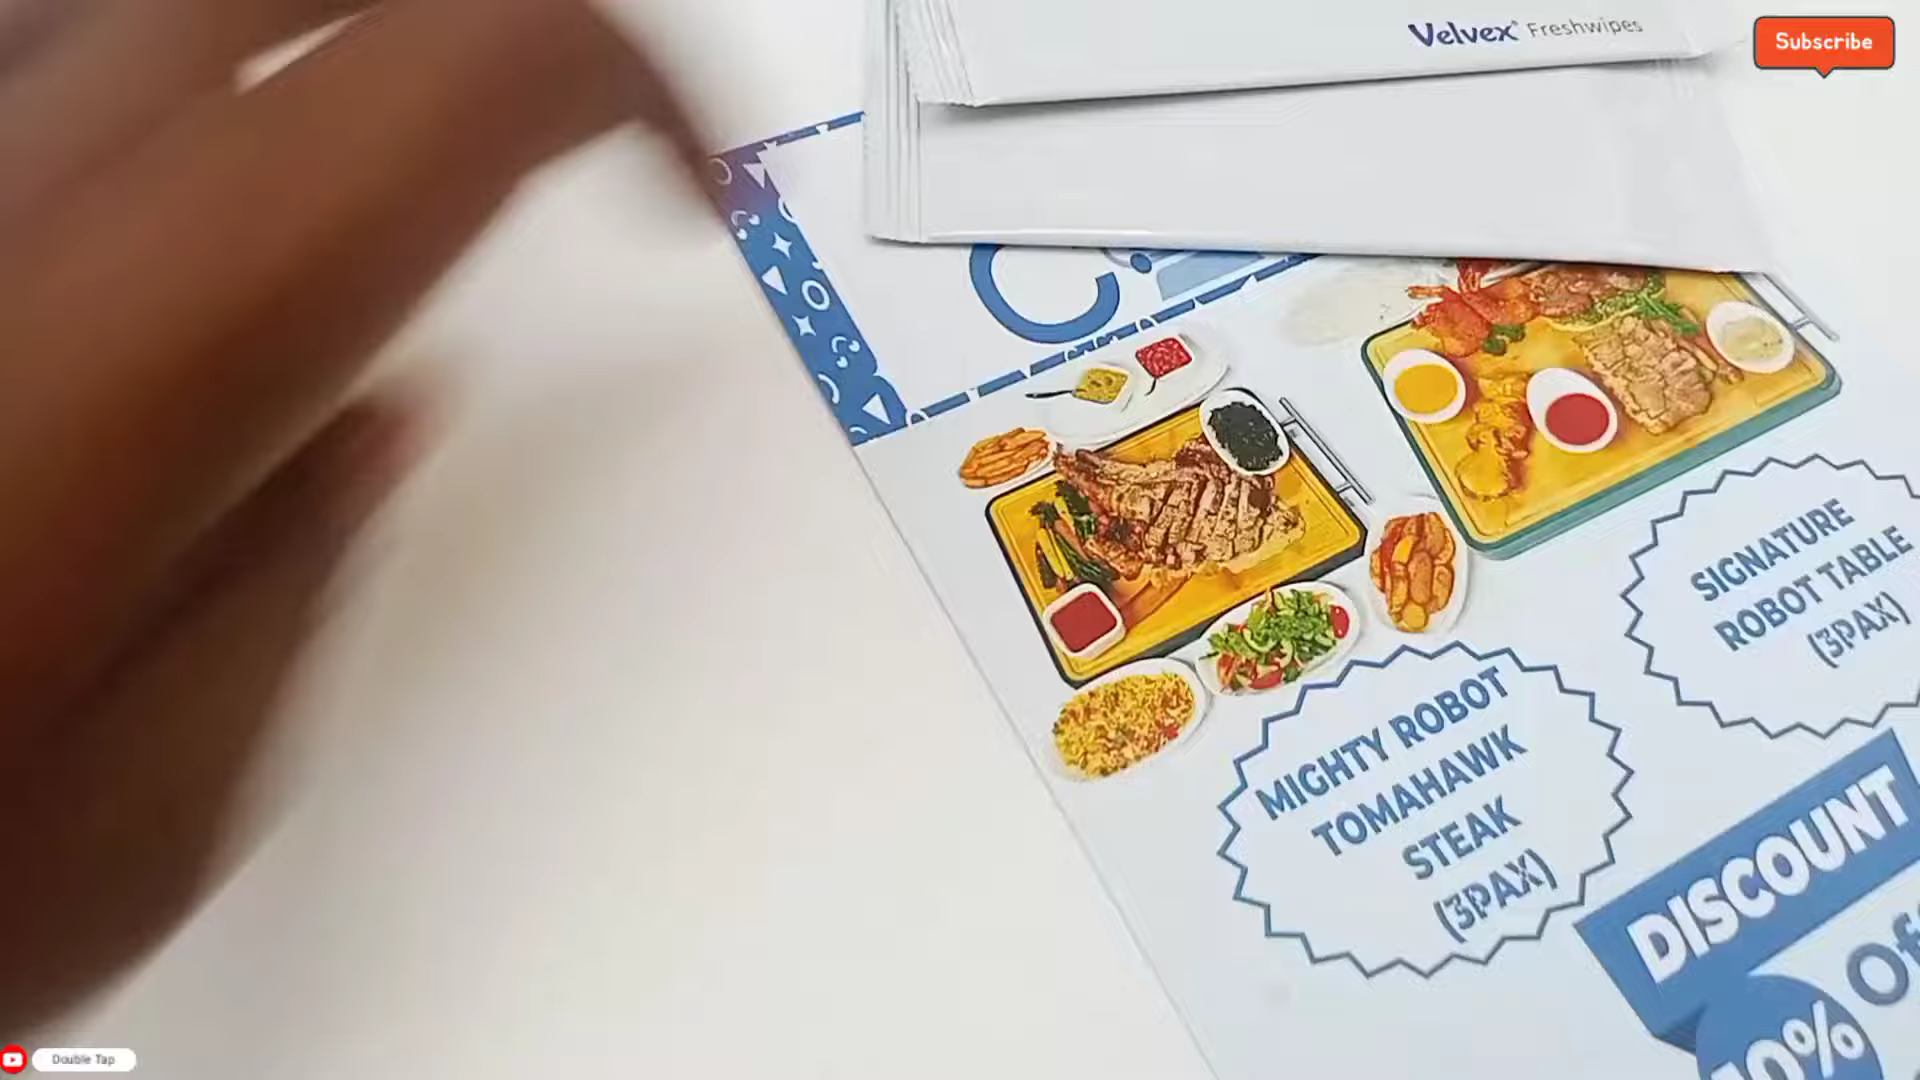 Velvex® Freshwipes
Subscribe
SIGNATURE
ROBOT TABLE
(3PAX)
MIGHTY ROBOT
TOMAHAWK
STEAK
(3PAX)
DISCOUNT
Double Tap